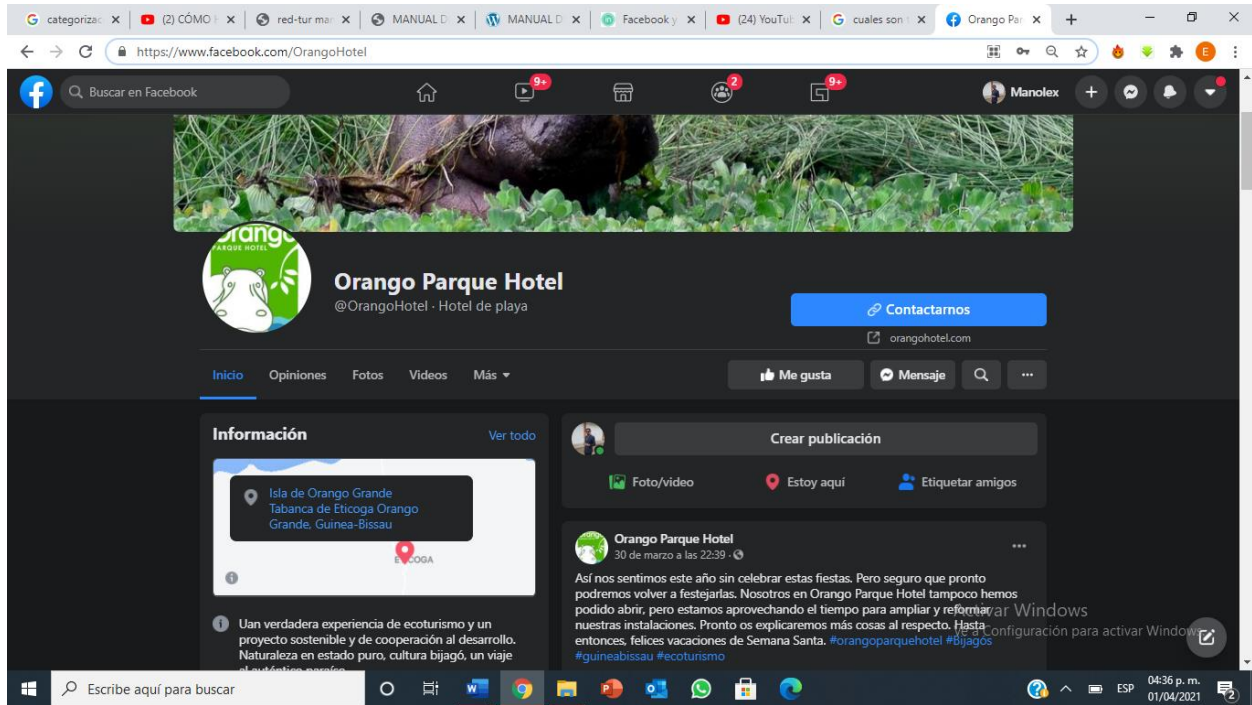 categorizac
(2) CÓMO H
red-tur mar
MANUAL D
MANUAL D
Facebook y
(24) YouTub
cuales son
Orango Par
https://www.facebook.com/OrangoHotel
E
Buscar en Facebook
9+
2
9+
Manolex
orango
PARQUE HOTEL
Orango Parque Hotel
@OrangoHotel · Hotel de playa
Contactarnos
orangohotel.com
Inicio Opiniones Fotos Videos Más
Me gusta Mensaje
Información Ver todo
Isla de Orango Grande
Tabanca de Eticoga Orango
Grande, Guinea-Bissau
Uan verdadera experiencia de ecoturismo y un
proyecto sostenible y de cooperación al desarrollo.
Naturaleza en estado puro, cultura bijagó, un viaje
al auténtico paraíso
Crear publicación
Foto/video Estoy aquí Etiquetar amigos
Orango Parque Hotel
30 de marzo a las 22:39 ·
Así nos sentimos este año sin celebrar estas fiestas. Pero seguro que pronto
podremos volver a festejarlas. Nosotros en Orango Parque Hotel tampoco hemos
podido abrir, pero estamos aprovechando el tiempo para ampliar y reformar
nuestras instalaciones. Pronto os explicaremos más cosas al respecto. Hasta
entonces, felices vacaciones de Semana Santa. #orangoparquehotel #Bijagós
#guineabissau #ecoturismo
Activar Windows
Ve a Configuración para activar Windows
Escribe aquí para buscar
ESP
04:36 p. m.
01/04/2021
2